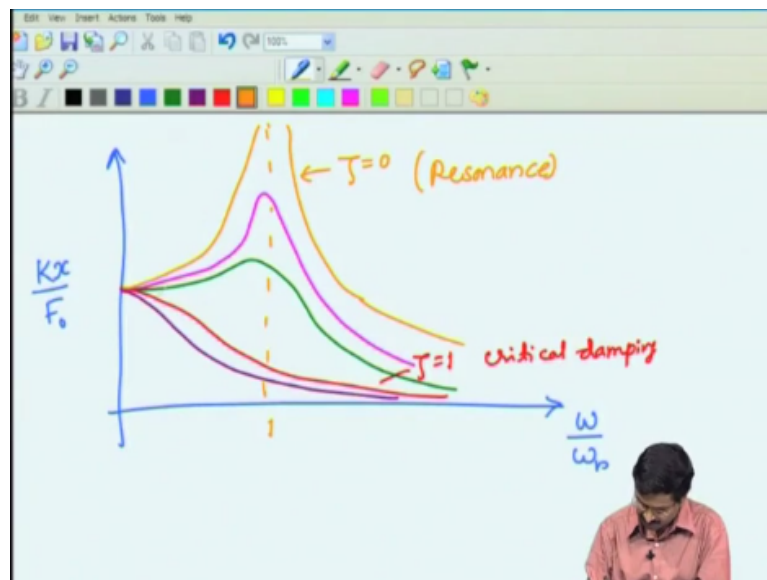 Edit View Insert Actions Tools Help
100%
B I
ζ=0 (Resonance)
Kx
F₀
ζ=1 critical damping
1
ω
ωn